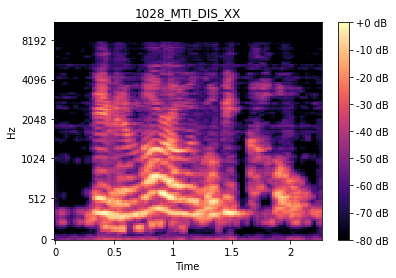 1028_MTI_DIS_XX
8192
4096
2048
1024
512
0
Hz
0
0.5
1
1.5
2
Time
+0 dB
-10 dB
-20 dB
-30 dB
-40 dB
-50 dB
-60 dB
-70 dB
-80 dB